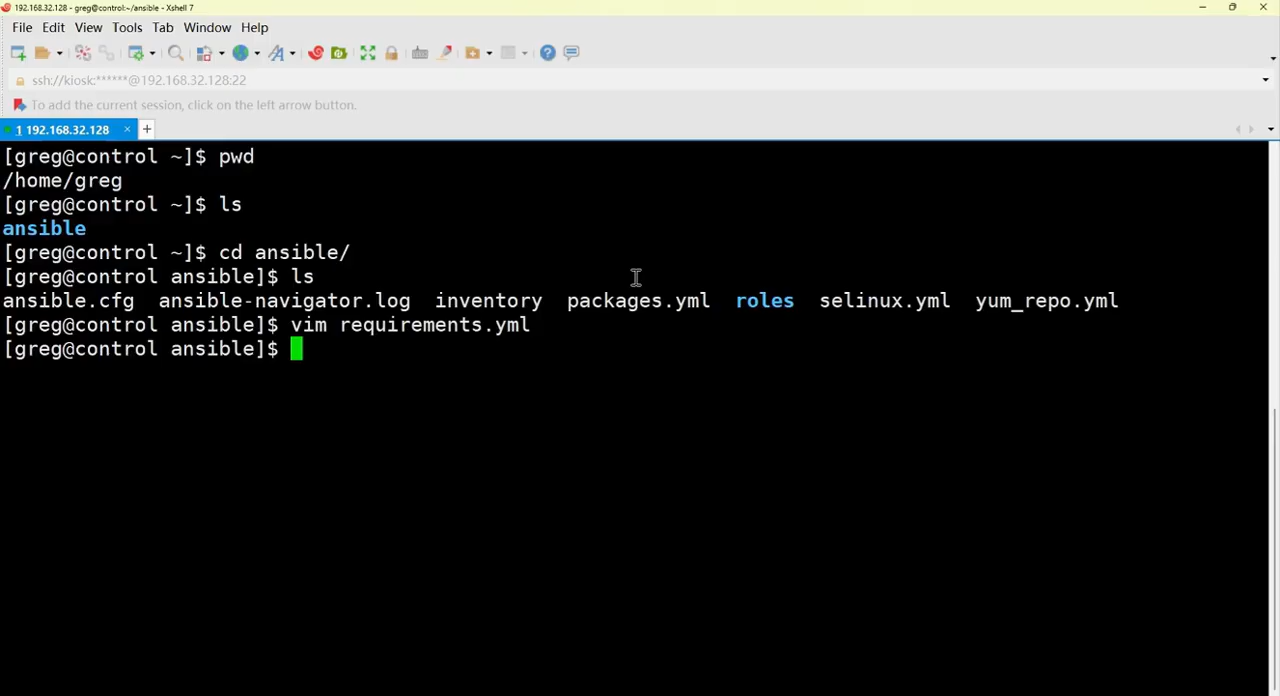 192.168.32.128 - greg@control:~/ansible - Xshell 7
File Edit View Tools Tab Window Help
ssh://kiosk:******@192.168.32.128:22
To add the current session, click on the left arrow button.
1 192.168.32.128 × +
[greg@control ~]$ pwd
/home/greg
[greg@control ~]$ ls
ansible
[greg@control ~]$ cd ansible/
[greg@control ansible]$ ls
ansible.cfg ansible-navigator.log inventory packages.yml roles selinux.yml yum_repo.yml
[greg@control ansible]$ vim requirements.yml
[greg@control ansible]$